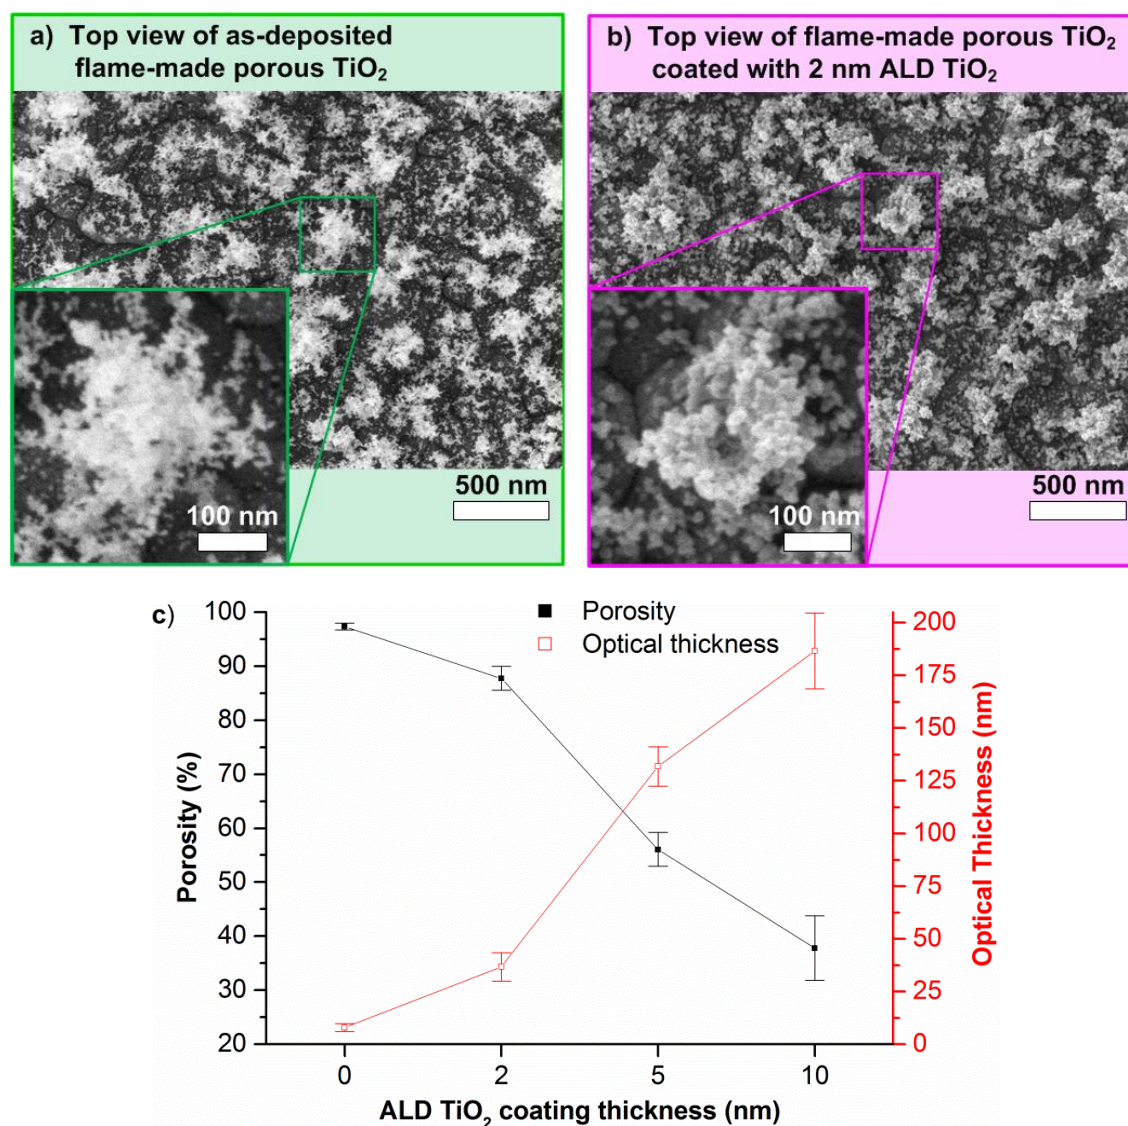 a) Top view of as-deposited
flame-made porous TiO₂
b) Top view of flame-made porous TiO₂
coated with 2 nm ALD TiO₂
500 nm
100 nm
500 nm
100 nm
c)
Porosity
Optical thickness
100
90
80
70
60
50
40
30
20
Porosity (%)
200
175
150
125
100
75
50
25
0
Optical Thickness (nm)
0 2 5 10
ALD TiO₂ coating thickness (nm)